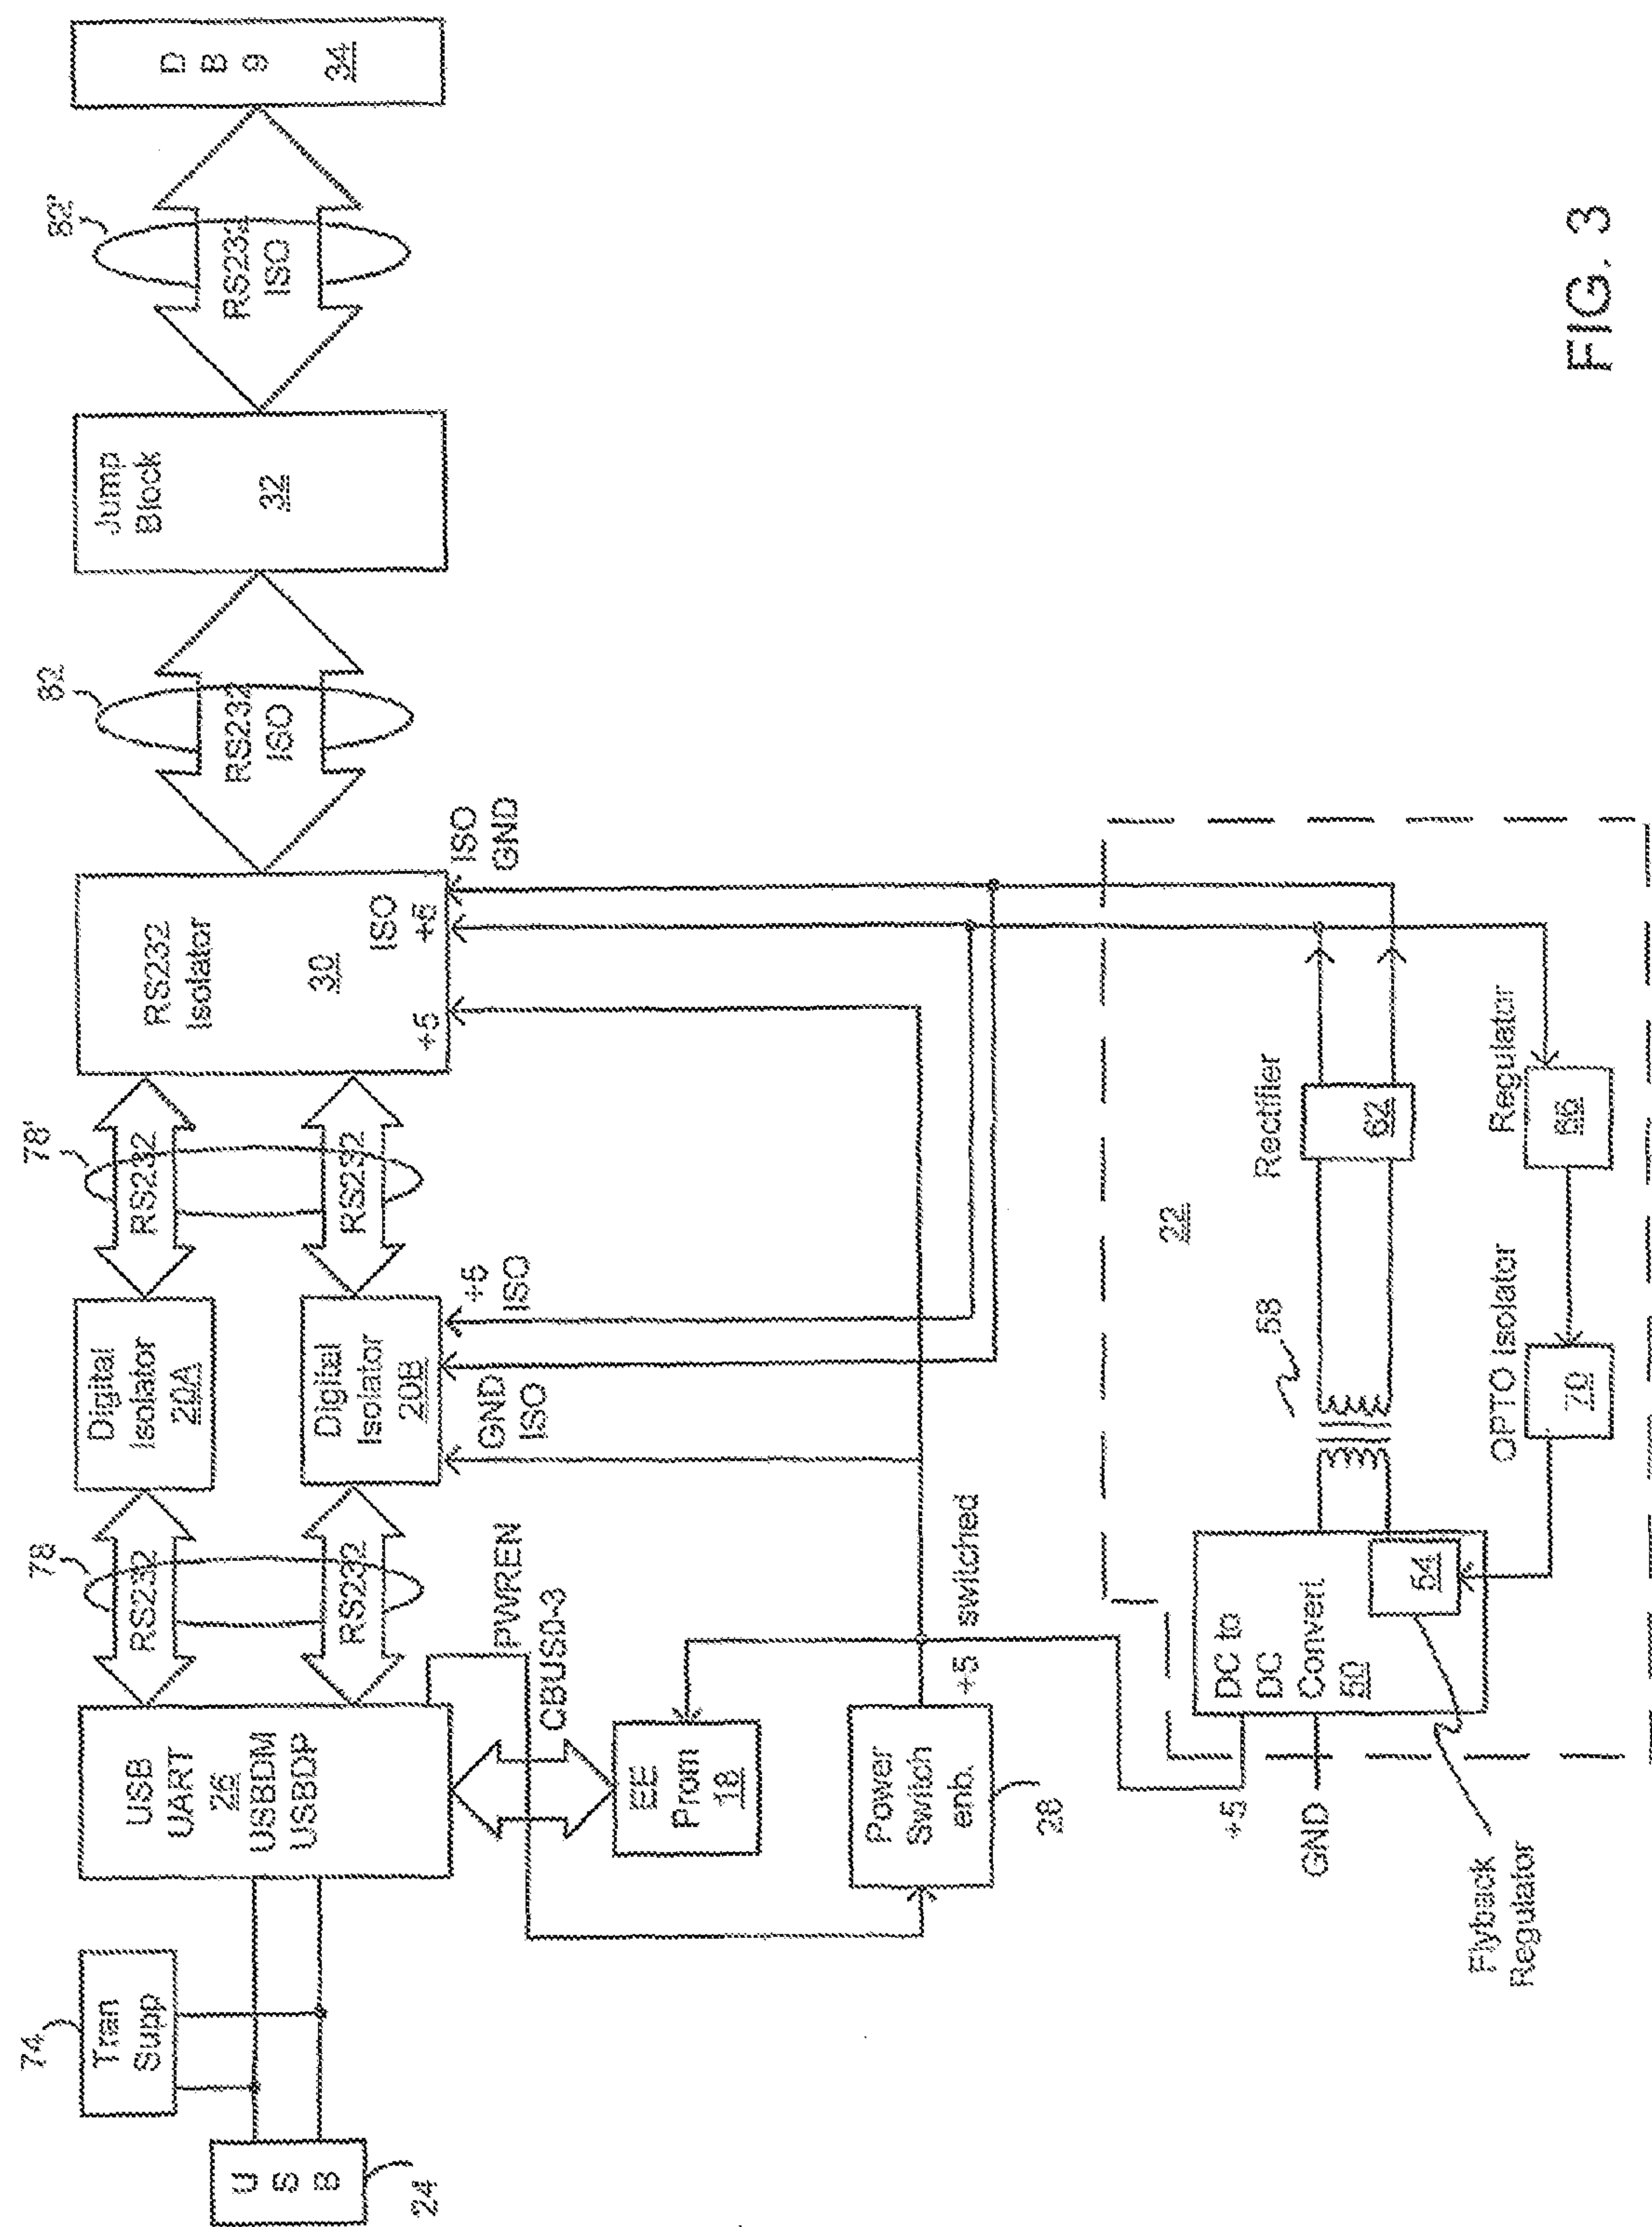 74
Tran
Supp
U
S
B
24
USB
UART
26
USBDIM
USBDP
78
RS232
RS232
Digital
Isolator
20A
Digital
Isolator
20B
78'
RS232
RS232
RS232
Isolator
30
+5
ISO
+5
ISO
GND
82
RS232
ISO
Jump
Block
32
82'
RS232
ISO
D
B
9
34
PWREN
CBUS0-3
GND
ISO
+5
ISO
EE
Prom
18
Power
Switch
enb.
+5 switched
+5
GND
DC to
DC
Convert
50
54
Flyback
Regulator
58
22
Rectifier
62
OPTO Isolator
70
Regulator
66
FIG. 3